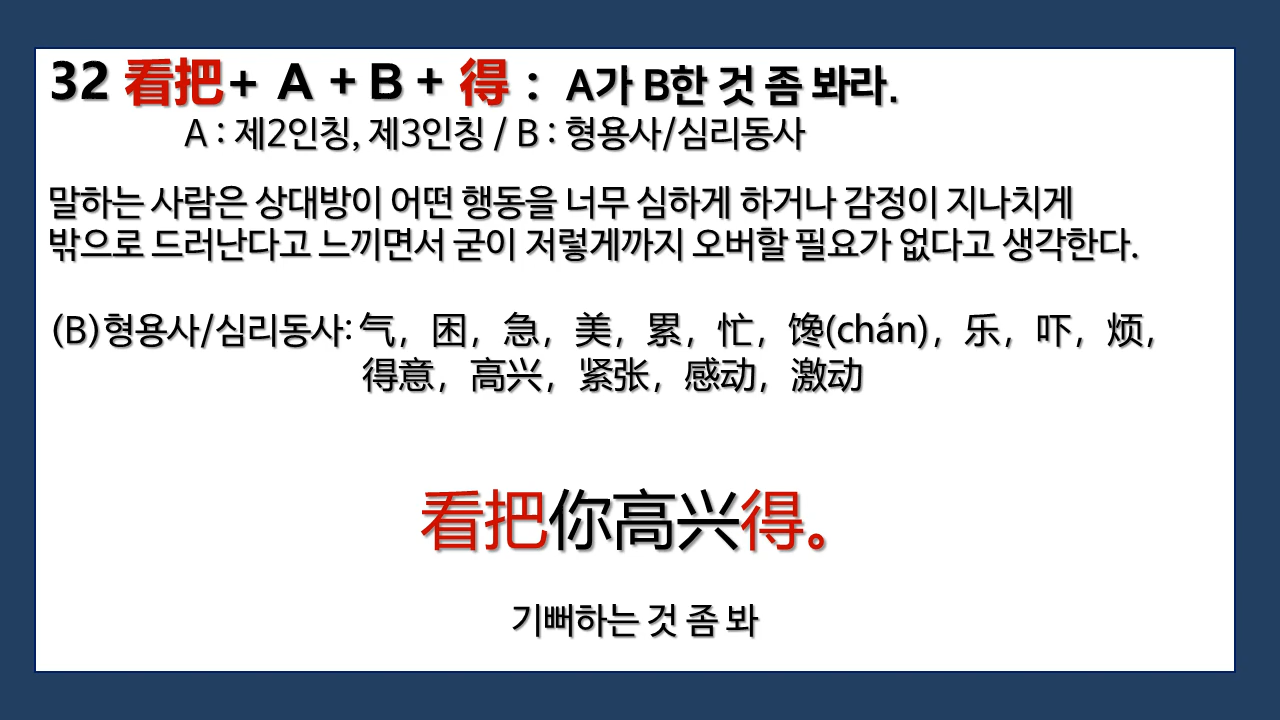 32 看把+ A + B + 得 : A가 B한 것 좀 봐라.
A : 제2인칭, 제3인칭 / B : 형용사/심리동사
말하는 사람은 상대방이 어떤 행동을 너무 심하게 하거나 감정이 지나치게
밖으로 드러난다고 느끼면서 굳이 저렇게까지 오버할 필요가 없다고 생각한다.
(B)형용사/심리동사: 气，困，急，美，累，忙，馋(chán)，乐，吓，烦，
得意，高兴，紧张，感动，激动
看把你高兴得。
기뻐하는 것 좀 봐